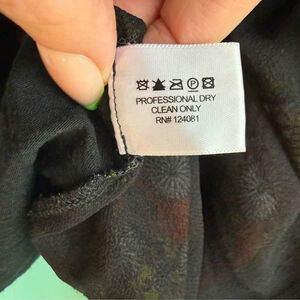 PROFESSIONAL DRY
CLEAN ONLY
RN# 124081